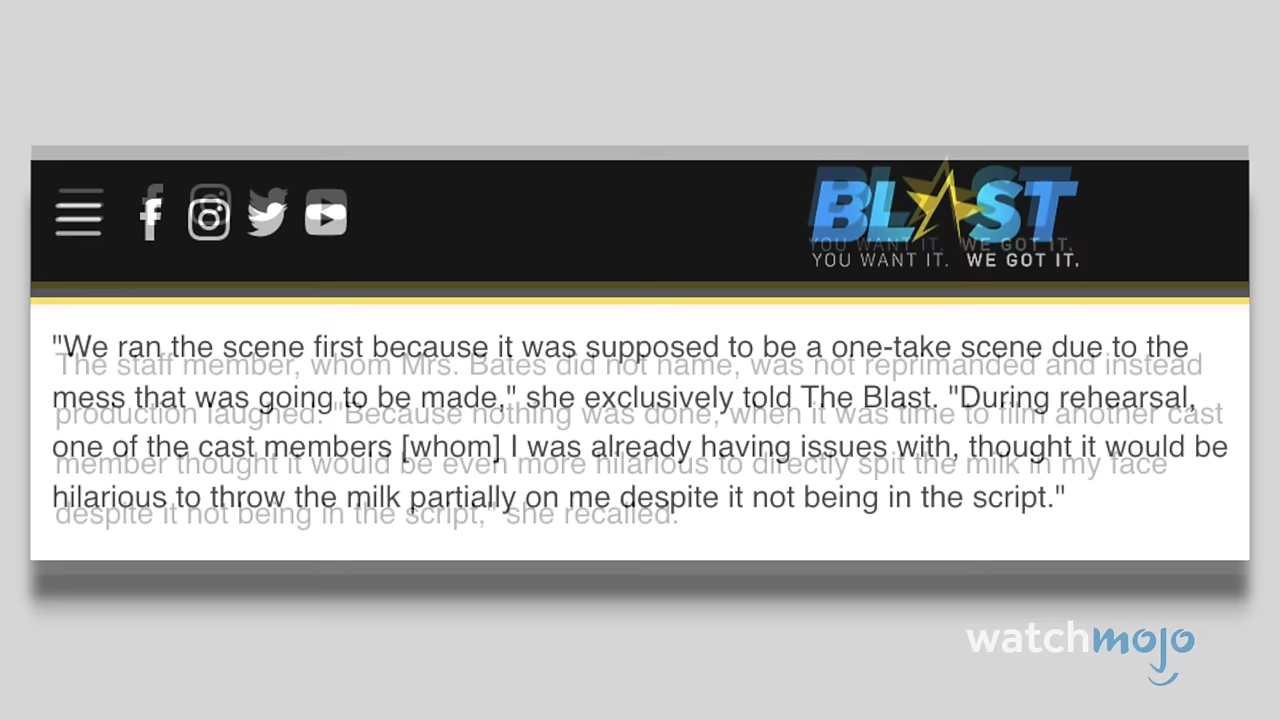 BLAST
YOU WANT IT. WE GOT IT.
YOU WANT IT. WE GOT IT.
"We ran the scene first because it was supposed to be a one-take scene due to the
The staff member, whom Mrs. Bates did not name, was not reprimanded and instead
mess that was going to be made," she exclusively told The Blast. "During rehearsal,
production laughed. "Because nothing was done, when it was time to film another cast
one of the cast members [whom] I was already having issues with, thought it would be
member thought it would be even more hilarious to directly spit the milk in my face
hilarious to throw the milk partially on me despite it not being in the script."
despite it not being in the script," she recalled.
watchmojo